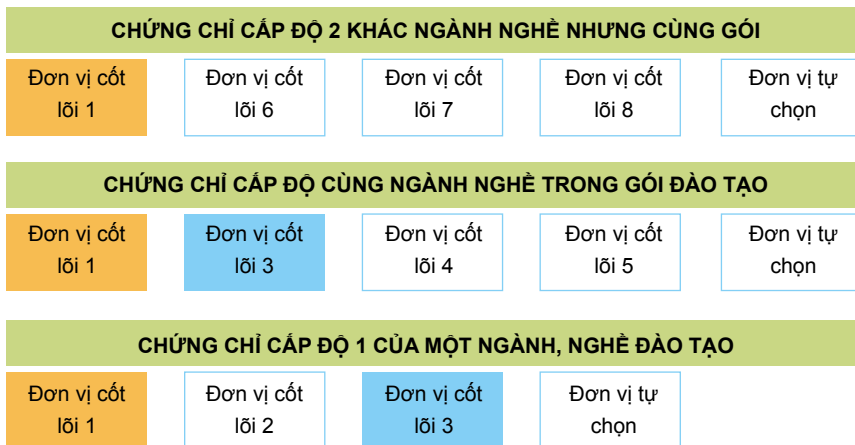 CHỨNG CHỈ CẤP ĐỘ 2 KHÁC NGÀNH NGHỀ NHƯNG CÙNG GÓI
Đơn vị cốt
lõi 1
Đơn vị cốt
lõi 6
Đơn vị cốt
lõi 7
Đơn vị cốt
lõi 8
Đơn vị tự
chọn
CHỨNG CHỈ CẤP ĐỘ CÙNG NGÀNH NGHỀ TRONG GÓI ĐÀO TẠO
Đơn vị cốt
lõi 1
Đơn vị cốt
lõi 3
Đơn vị cốt
lõi 4
Đơn vị cốt
lõi 5
Đơn vị tự
chọn
CHỨNG CHỈ CẤP ĐỘ 1 CỦA MỘT NGÀNH, NGHỀ ĐÀO TẠO
Đơn vị cốt
lõi 1
Đơn vị cốt
lõi 2
Đơn vị cốt
lõi 3
Đơn vị tự
chọn